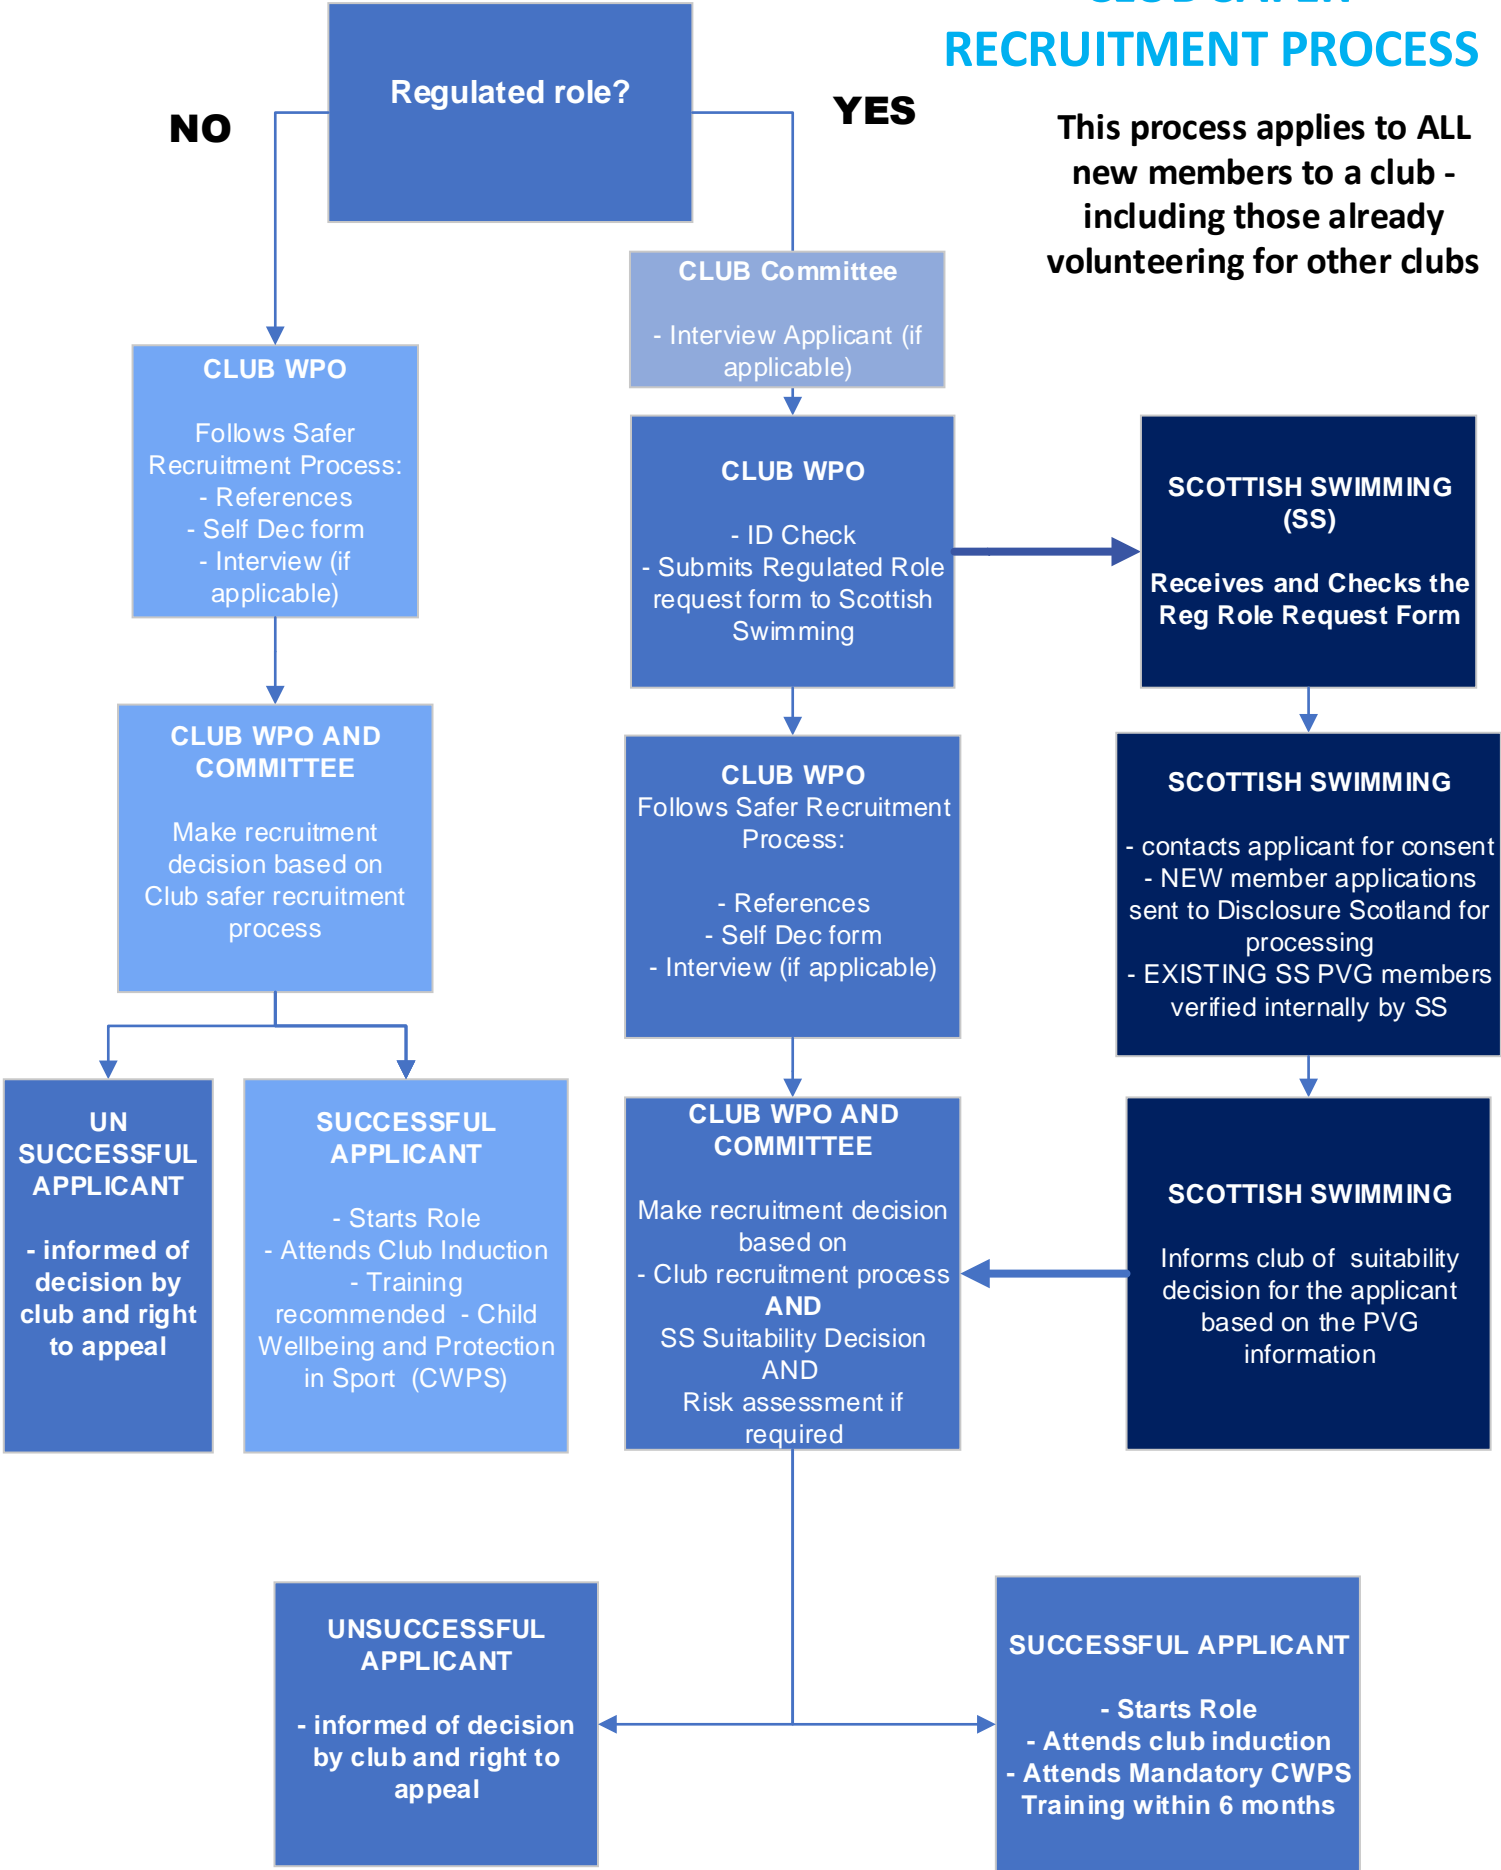 CLUB SAFER
RECRUITMENT PROCESS
Regulated role?
NO
YES
This process applies to ALL
new members to a club -
including those already
volunteering for other clubs
CLUB Committee
- Interview Applicant (if
applicable)
CLUB WPO
Follows Safer
Recruitment Process:
- References
- Self Dec form
- Interview (if
applicable)
CLUB WPO
- ID Check
- Submits Regulated Role
request form to Scottish
Swimming
SCOTTISH SWIMMING
(SS)
Receives and Checks the
Reg Role Request Form
CLUB WPO AND
COMMITTEE
Make recruitment
decision based on
Club safer recruitment
process
CLUB WPO
Follows Safer Recruitment
Process:
- References
- Self Dec form
- Interview (if applicable)
SCOTTISH SWIMMING
- contacts applicant for consent
- NEW member applications
sent to Disclosure Scotland for
processing
- EXISTING SS PVG members
verified internally by SS
UN
SUCCESSFUL
APPLICANT
- informed of
decision by
club and right
to appeal
SUCCESSFUL
APPLICANT
- Starts Role
- Attends Club Induction
- Training
recommended - Child
Wellbeing and Protection
in Sport (CWPS)
CLUB WPO AND
COMMITTEE
Make recruitment decision
based on
- Club recruitment process
AND
SS Suitability Decision
AND
Risk assessment if
required
SCOTTISH SWIMMING
Informs club of suitability
decision for the applicant
based on the PVG
information
UNSUCCESSFUL
APPLICANT
- informed of decision
by club and right to
appeal
SUCCESSFUL APPLICANT
- Starts Role
- Attends club induction
- Attends Mandatory CWPS
Training within 6 months